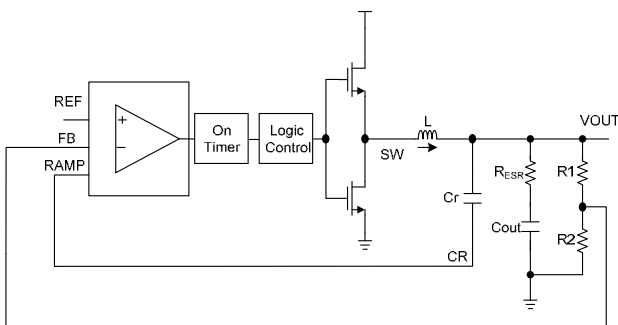 REF
FB
RAMP
+
−
On
Timer
Logic
Control
SW
L
VOUT
Cr
RESR
R1
Cout
R2
CR